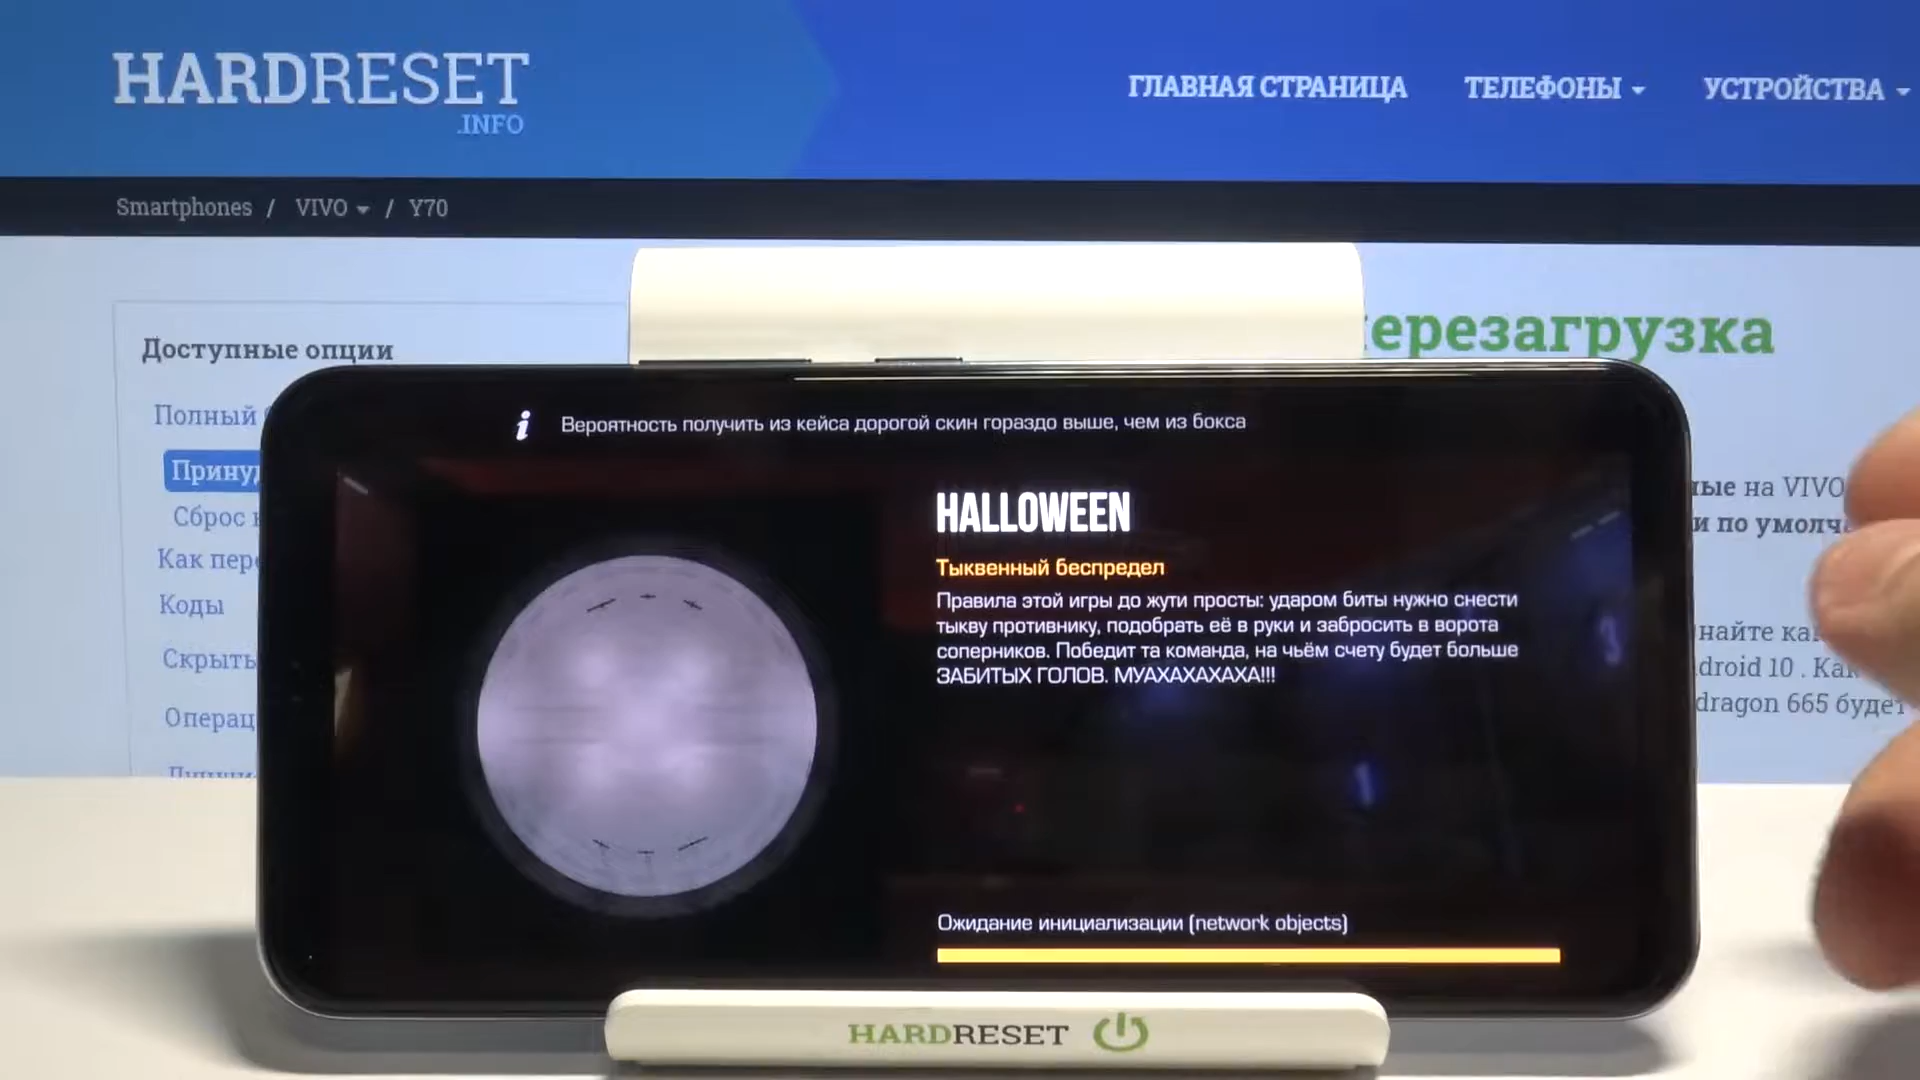 HARDRESET
.INFO
ГЛАВНАЯ СТРАНИЦА
ТЕЛЕФОНЫ
УСТРОЙСТВА
Smartphones / VIVO / Y70
ерезагрузка
Доступные опции
Полный
Прину
Сброс
Как пер
Коды
Скрыть
Операц
на VIVO
и по умолч
найте ка
droid 10 . Как
dragon 665 будет
i Вероятность получить из кейса дорогой скин гораздо выше, чем из бокса
HALLOWEEN
Тыквенный беспредел
Правила этой игры до жути просты: ударом биты нужно снести
тыкву противнику, подобрать её в руки и забросить в ворота
соперников. Победит та команда, на чьём счету будет больше
ЗАБИТЫХ ГОЛОВ. МУАХАХАХАХА!!!
3
1
Ожидание инициализации (network objects)
HARDRESET